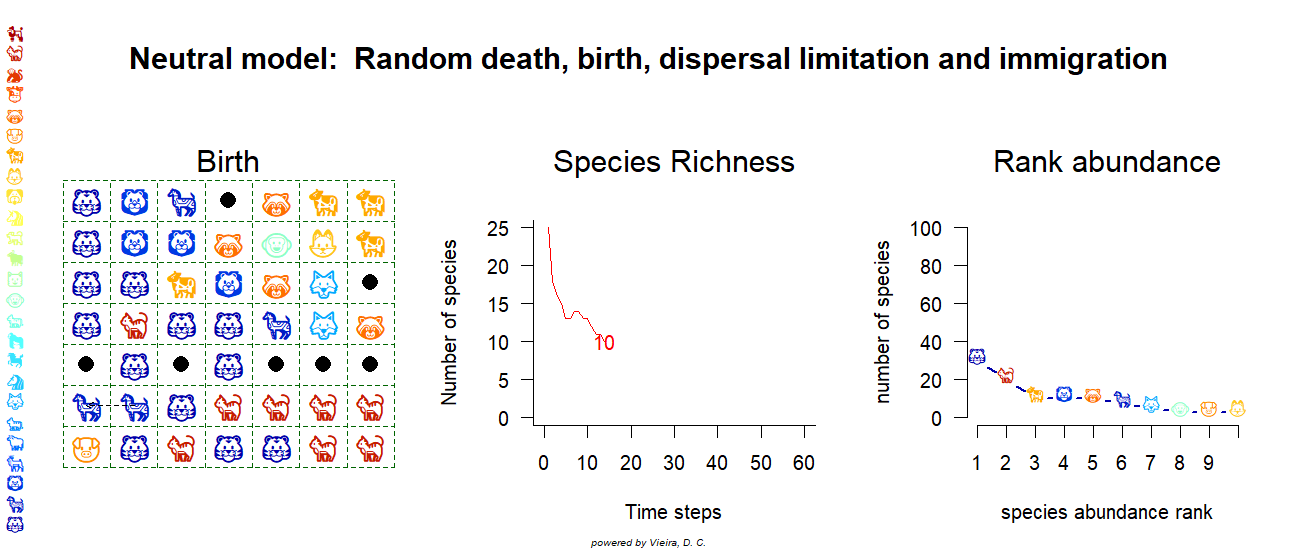 Neutral model:  Random death, birth, dispersal limitation and immigration
Birth
Species Richness
Number of species
25
20
15
10
5
0
10
0 10 20 30 40 50 60
Time steps
Rank abundance
number of species
100
80
60
40
20
0
1 2 3 4 5 6 7 8 9
species abundance rank
powered by Vieira, D. C.